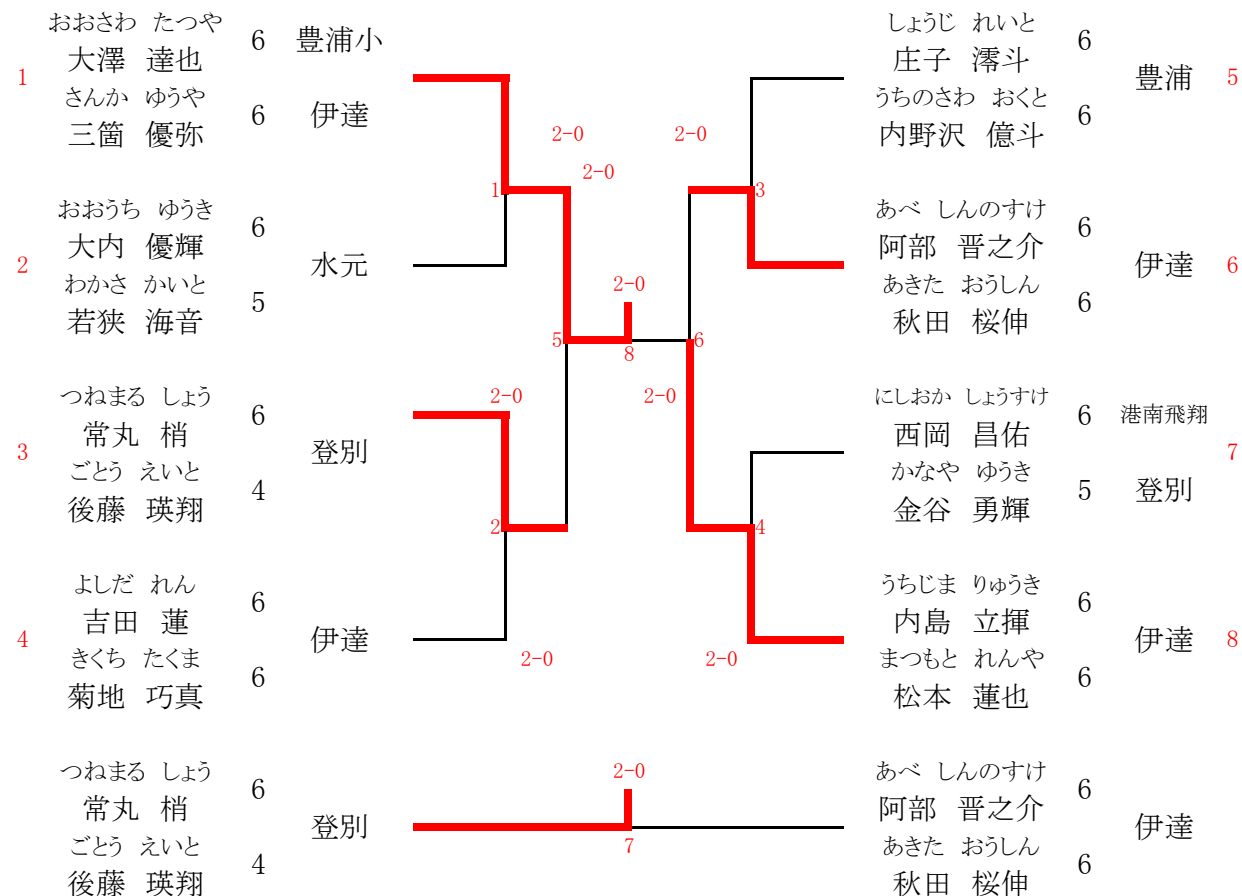 おおさわ たつや
6 豊浦小
1 大澤 達也
さんか ゆうや
6 伊達
三箇 優弥
おおうち ゆうき
6
大内 優輝
2 水元
わかさ かいと
5
若狭 海音
つねまる しょう
6
常丸 梢
3 登別
ごとう えいと
4
後藤 瑛翔
よしだ れん
6
吉田 蓮
4 伊達
きくち たくま
6
菊地 巧真
2-0
2-0
2-0
1
3
2-0
5
8
6
2-0
2-0
2
4
2-0
2-0
しょうじ れいと
6
庄子 澪斗
豊浦 5
うちのさわ おくと
6
内野沢 億斗
あべ しんのすけ
6
阿部 晋之介
伊達 6
あきた おうしん
6
秋田 桜伸
にしおか しょうすけ
6 港南飛翔
西岡 昌佑
7
かなや ゆうき
5 登別
金谷 勇輝
うちじま りゅうき
6
内島 立揮
伊達 8
まつもと れんや
6
松本 蓮也
つねまる しょう
6
常丸 梢
登別
ごとう えいと
4
後藤 瑛翔
2-0
7
あべ しんのすけ
6
阿部 晋之介
伊達
あきた おうしん
6
秋田 桜伸